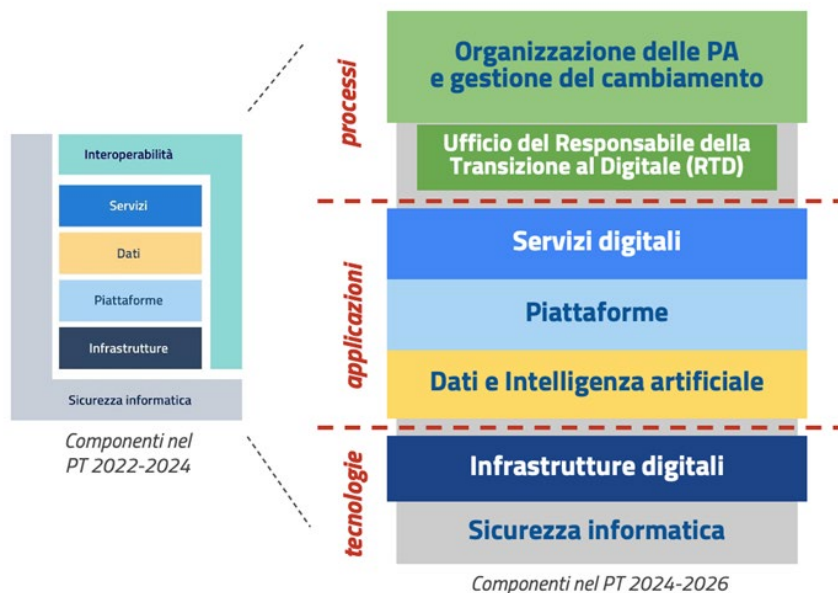 Interoperabilità
Servizi
Dati
Piattaforme
Infrastrutture
Sicurezza informatica
Componenti nel
PT 2022-2024
processi
Organizzazione delle PA
e gestione del cambiamento
Ufficio del Responsabile della
Transizione al Digitale (RTD)
applicazioni
Servizi digitali
Piattaforme
Dati e Intelligenza artificiale
tecnologie
Infrastrutture digitali
Sicurezza informatica
Componenti nel PT 2024-2026